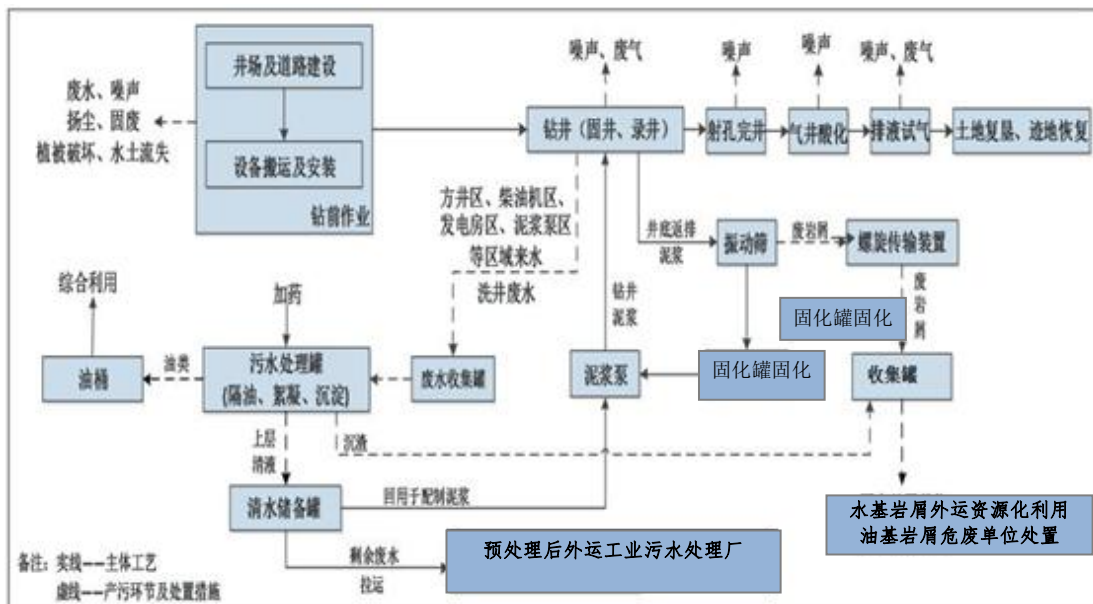 噪声、废气
噪声
噪声
噪声、废气
井场及道路建设
设备搬运及安装
钻前作业
废水、噪声
扬尘、固废
植被破坏、水土流失
钻井（固井、录井）
射孔完井
气井酸化
排液试气
土地复垦、迹地恢复
方井区、柴油机区、
发电房区、泥浆泵区
等区域来水
洗井废水
井底返排
泥浆
振动筛
废岩屑
螺旋传输装置
废岩屑
钻井
泥浆
固化罐固化
固化罐固化
综合利用
加药
油桶
油类
污水处理罐
(隔油、絮凝、沉淀)
废水收集罐
泥浆泵
收集罐
上层
清液
沉渣
清水储备罐
回用于配制泥浆
水基岩屑外运资源化利用
油基岩屑危废单位处置
剩余废水
拉运
预处理后外运工业污水处理厂
备注：实线——主体工艺
虚线——产污环节及处置措施